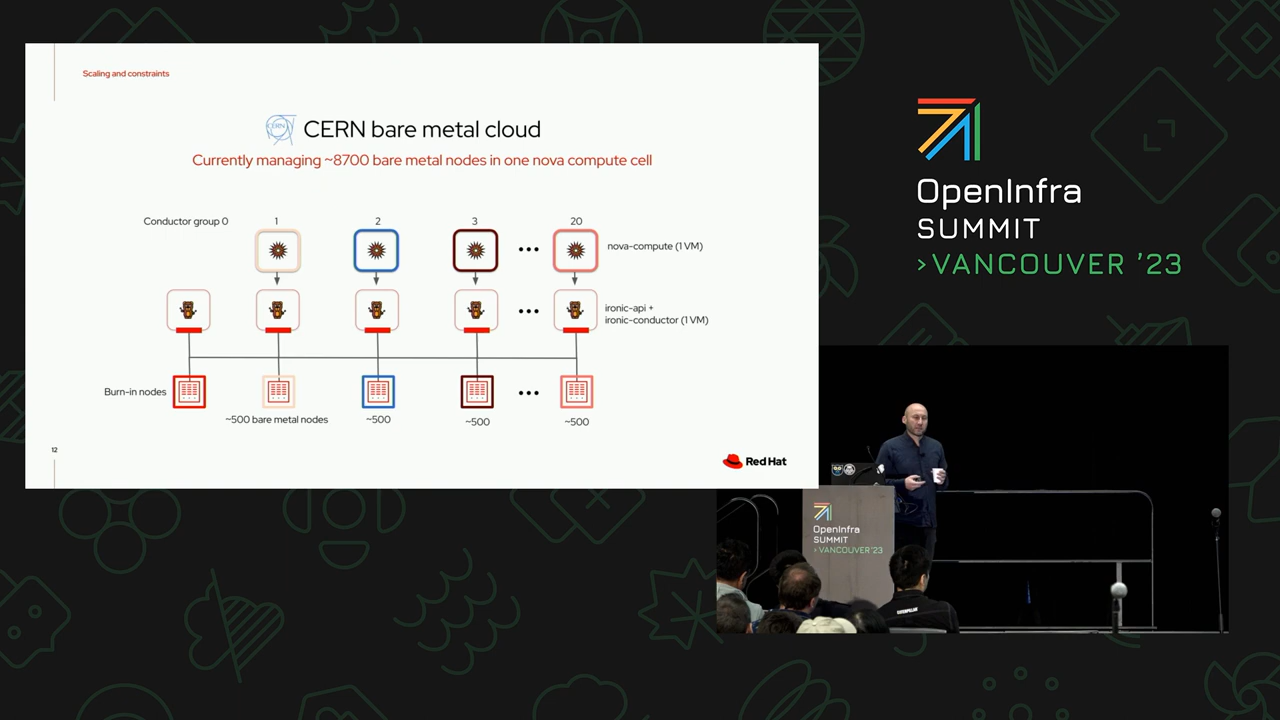 Scaling and constraints
CERN
CERN bare metal cloud
Currently managing ~8700 bare metal nodes in one nova compute cell
Conductor group 0
1
2
3
20
nova-compute (1 VM)
ironic-api +
ironic-conductor (1 VM)
Burn-in nodes
~500 bare metal nodes
~500
~500
~500
12
Red Hat
OpenInfra
SUMMIT
>VANCOUVER '23
OpenInfra
SUMMIT
>VANCOUVER '23
CATERPILLAR